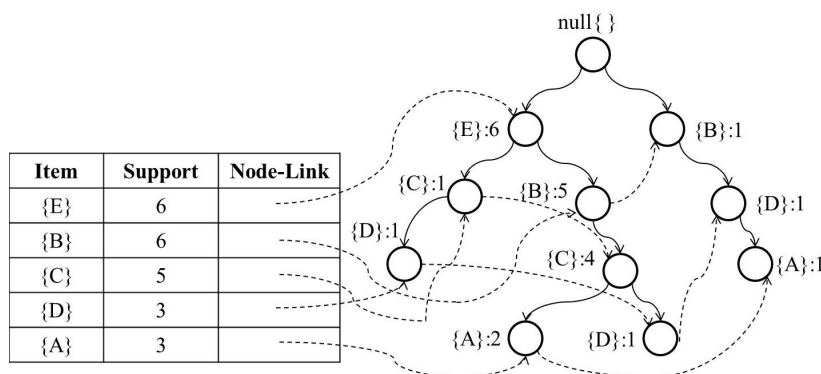 Item Support Node-Link
{E} 6
{B} 6
{C} 5
{D} 3
{A} 3
null{ }
{E}:6 {B}:1
{C}:1 {B}:5 {D}:1
{D}:1 {C}:4 {A}:1
{A}:2 {D}:1